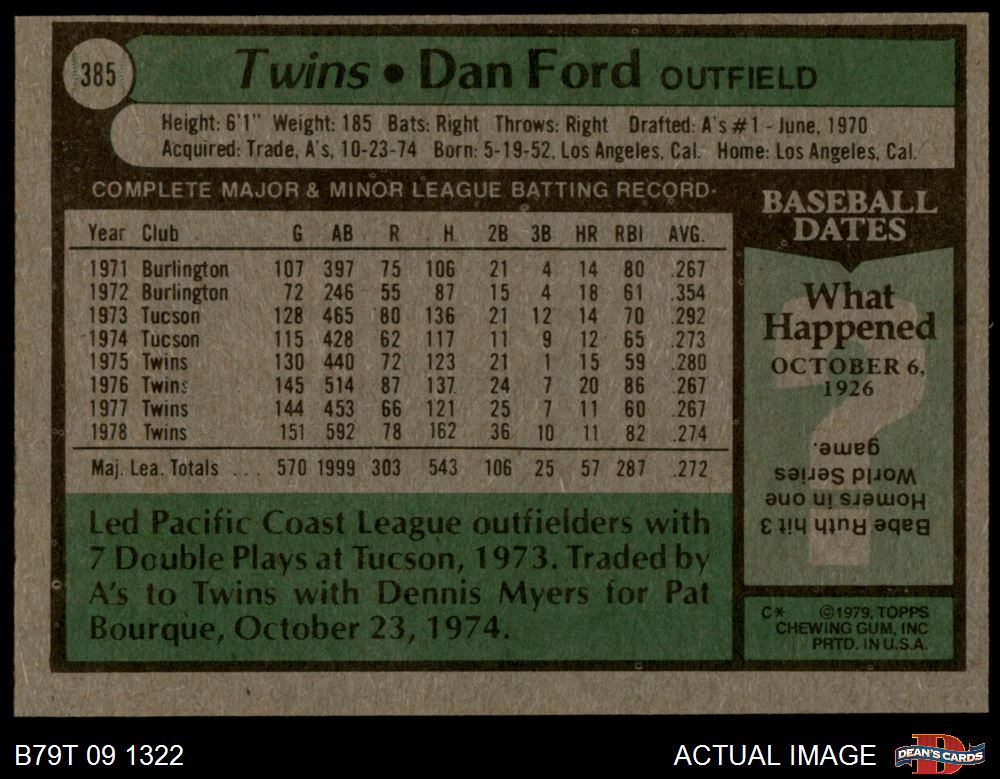 385
Twins • Dan Ford OUTFIELD
Height: 6'1" Weight: 185 Bats: Right Throws: Right Drafted: A's #1 - June, 1970
Acquired: Trade, A's, 10-23-74 Born: 5-19-52, Los Angeles, Cal. Home: Los Angeles, Cal.
COMPLETE MAJOR & MINOR LEAGUE BATTING RECORD
Year Club G AB R H 2B 3B HR RBI AVG.
1971 Burlington 107 397 75 106 21 4 14 80 .267
1972 Burlington 72 246 55 87 15 4 18 61 .354
1973 Tucson 128 465 80 136 21 12 14 70 .292
1974 Tucson 115 428 62 117 11 9 12 65 .273
1975 Twins 130 440 72 123 21 1 15 59 .280
1976 Twins 145 514 87 137 24 7 20 86 .267
1977 Twins 144 453 66 121 25 7 11 60 .267
1978 Twins 151 592 78 162 36 10 11 82 .274
Maj. Lea. Totals ... 570 1999 303 543 106 25 57 287 .272
Led Pacific Coast League outfielders with
7 Double Plays at Tucson, 1973. Traded by
A's to Twins with Dennis Myers for Pat
Bourque, October 23, 1974.
BASEBALL
DATES
What
Happened
OCTOBER 6,
1926
?
Babe Ruth hit 3
Homers in one
World Series
game.
C* ©1979, TOPPS
CHEWING GUM, INC
PRTD. IN U.S.A.
B79T 09 1322
ACTUAL IMAGE
D
DEAN'S CARDS